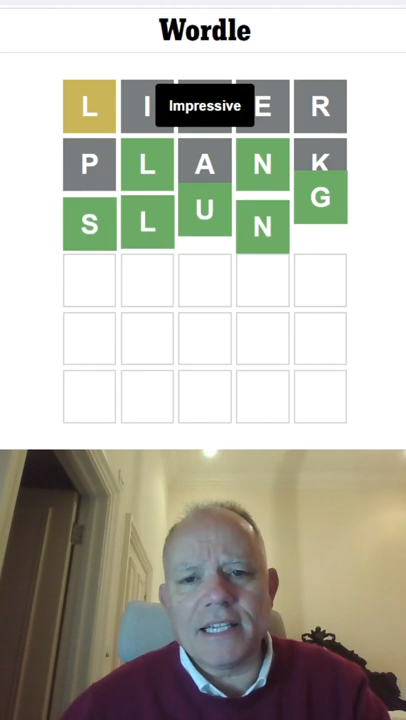 Wordle
Impressive
L I E R
P L A N K
S L U N G